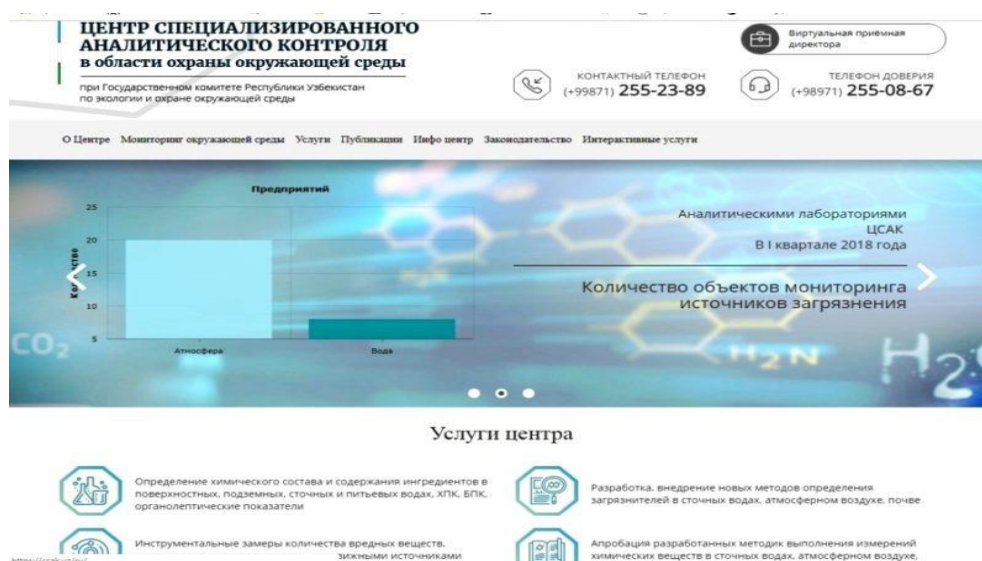 ЦЕНТР СПЕЦИАЛИЗИРОВАННОГО
АНАЛИТИЧЕСКОГО КОНТРОЛЯ
в области охраны окружающей среды
при Государственном комитете Республики Узбекистан
по экологии и охране окружающей среды
Виртуальная приёмная
директора
КОНТАКТНЫЙ ТЕЛЕФОН
(+99871) 255-23-89
ТЕЛЕФОН ДОВЕРИЯ
(+98971) 255-08-67
О Центре Мониторинг окружающей среды Услуги Публикации Инфо центр Законодательство Интерактивные услуги
Предприятий
25
20
15
10
5
Количество
Атмосфера Вода
Аналитическими лабораториями
ЦСАК
В I квартале 2018 года
Количество объектов мониторинга
источников загрязнения
CO2
H2N
H2
Услуги центра
Определение химического состава и содержания ингредиентов в
поверхностных, подземных, сточных и питьевых водах, ХПК, БПК,
органолептические показатели
Разработка, внедрение новых методов определения
загрязнителей в сточных водах, атмосферном воздухе, почве
Инструментальные замеры количества вредных веществ,
источниками
Апробация разработанных методик выполнения измерений
химических веществ в сточных водах, атмосферном воздухе,